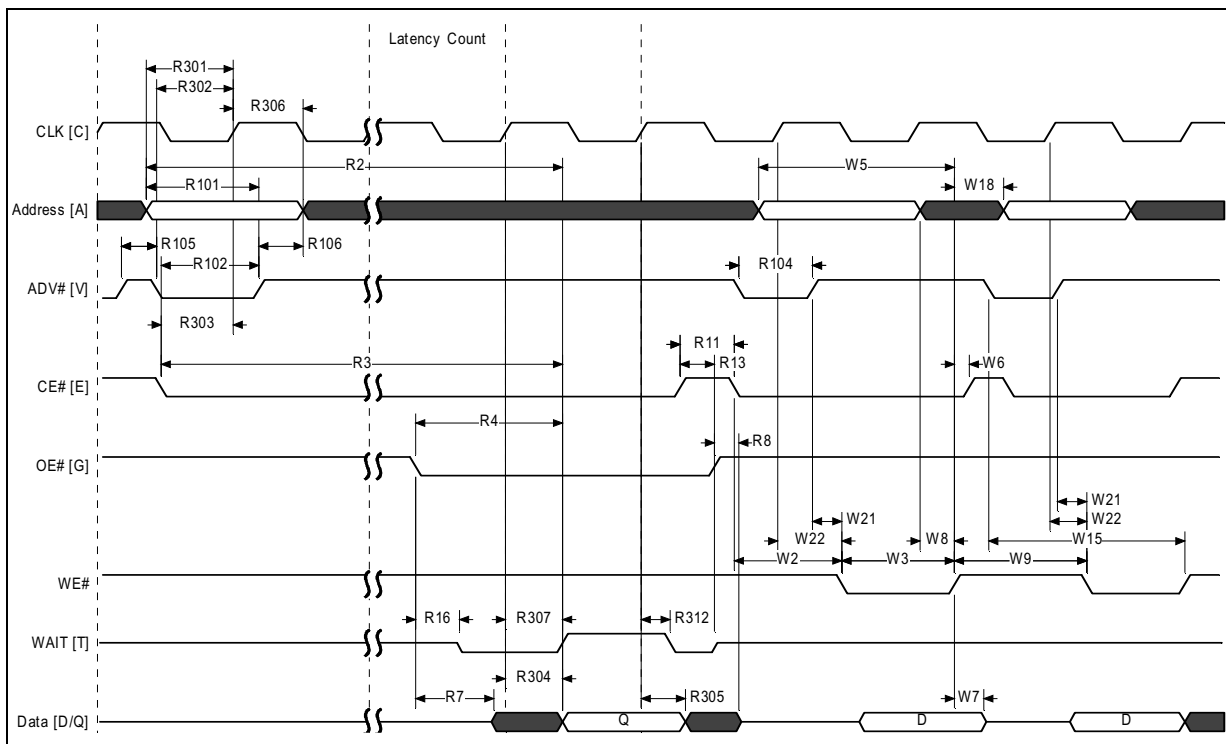 Latency Count
R301
R302
R306
CLK [C]
R2
W5
R101
W18
Address [A]
R105
R106
R102
R104
ADV# [V]
R303
R11
R3
R13
W6
CE# [E]
R4
R8
OE# [G]
W21
W21
W22
W22
W8
W15
W2
W3
W9
WE#
R16
R307
R312
WAIT [T]
R304
R7
R305
W7
Data [D/Q]
Q
D
D